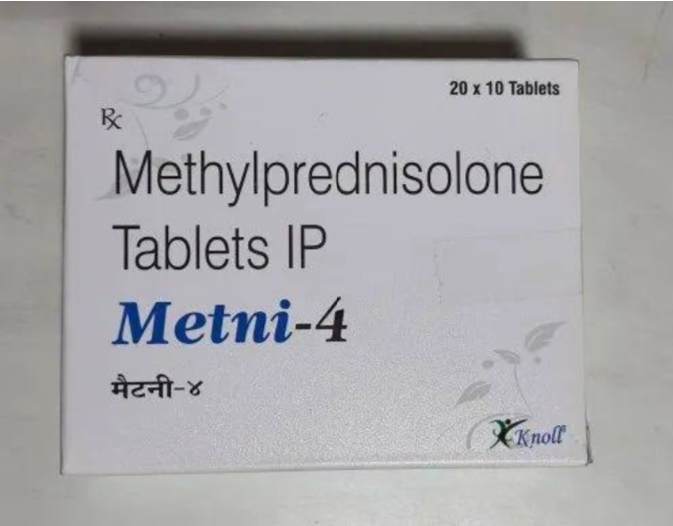 20 x 10 Tablets
Rx
Methylprednisolone
Tablets IP
Metni-4
मैटनी-४
Knoll®